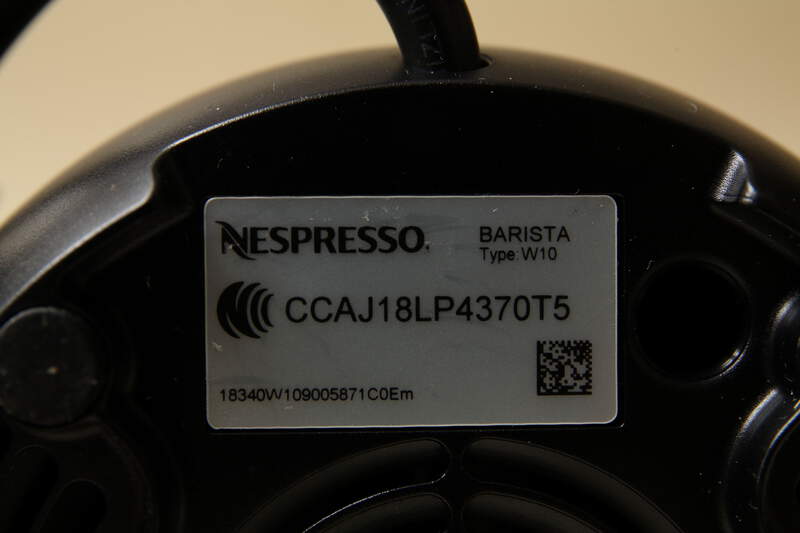 NESPRESSO.
BARISTA
Type: W10
CCAJ18LP4370T5
18340W109005871C0Em